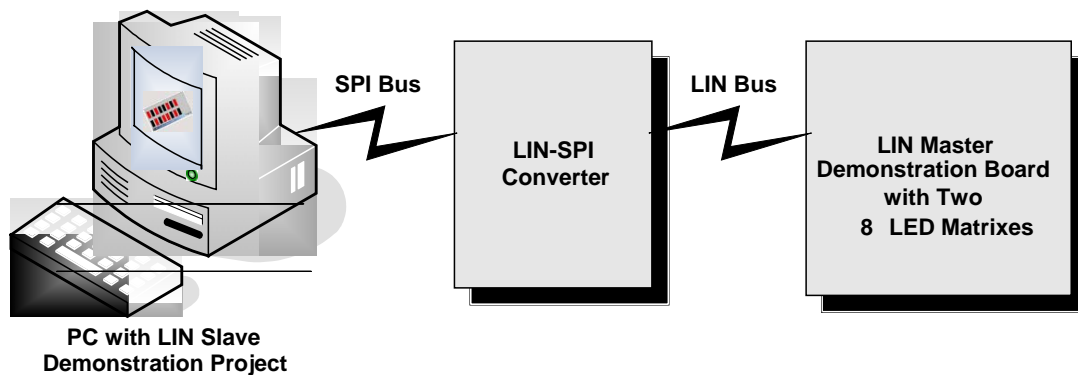 SPI Bus
LIN Bus
LIN-SPI
Converter
LIN Master
Demonstration Board
with Two
8 LED Matrixes
PC with LIN Slave
Demonstration Project